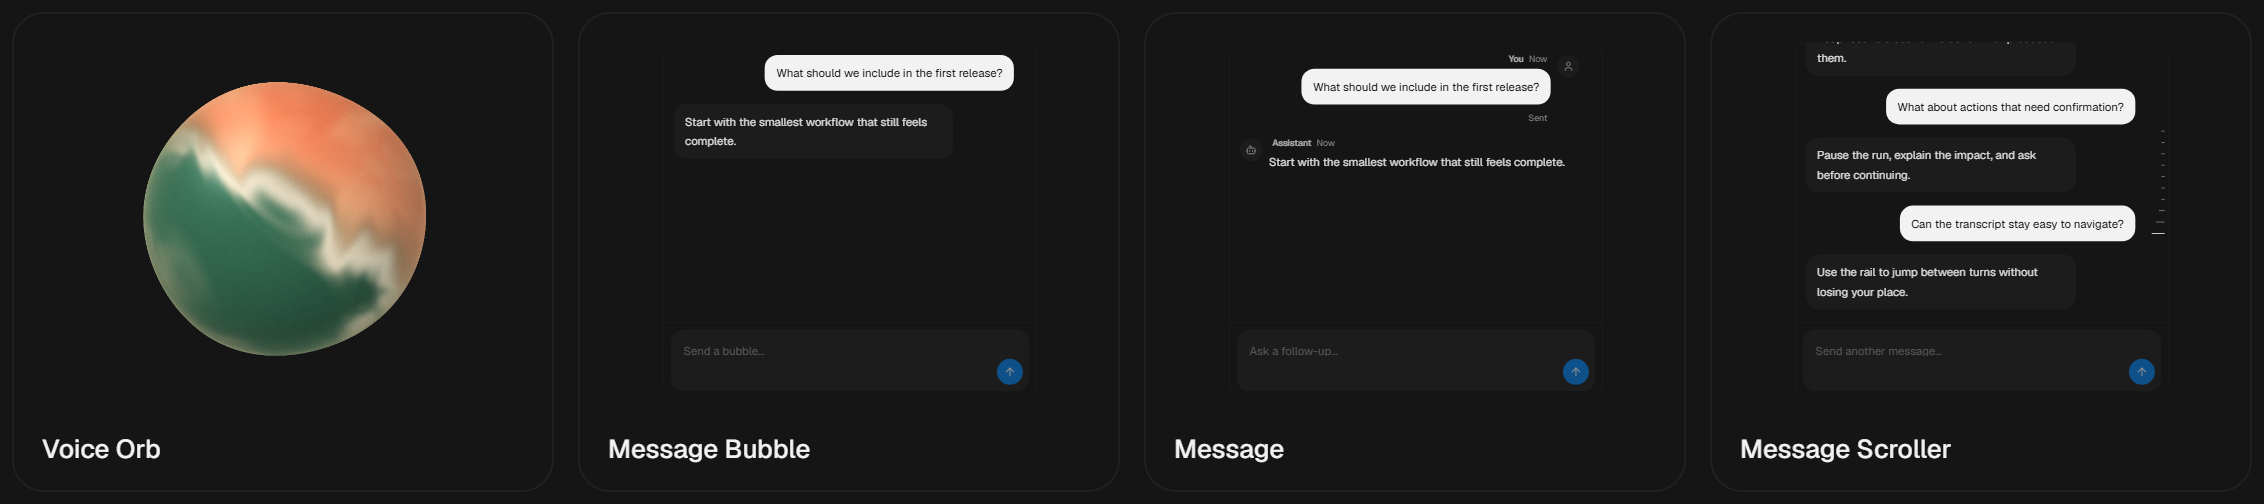 Voice Orb
What should we include in the first release?
Start with the smallest workflow that still feels
complete.
Send a bubble...
Message Bubble
You Now
What should we include in the first release?
Sent
Assistant Now
Start with the smallest workflow that still feels complete.
Ask a follow-up...
Message
them.
What about actions that need confirmation?
Pause the run, explain the impact, and ask
before continuing.
Can the transcript stay easy to navigate?
Use the rail to jump between turns without
losing your place.
Send another message...
Message Scroller